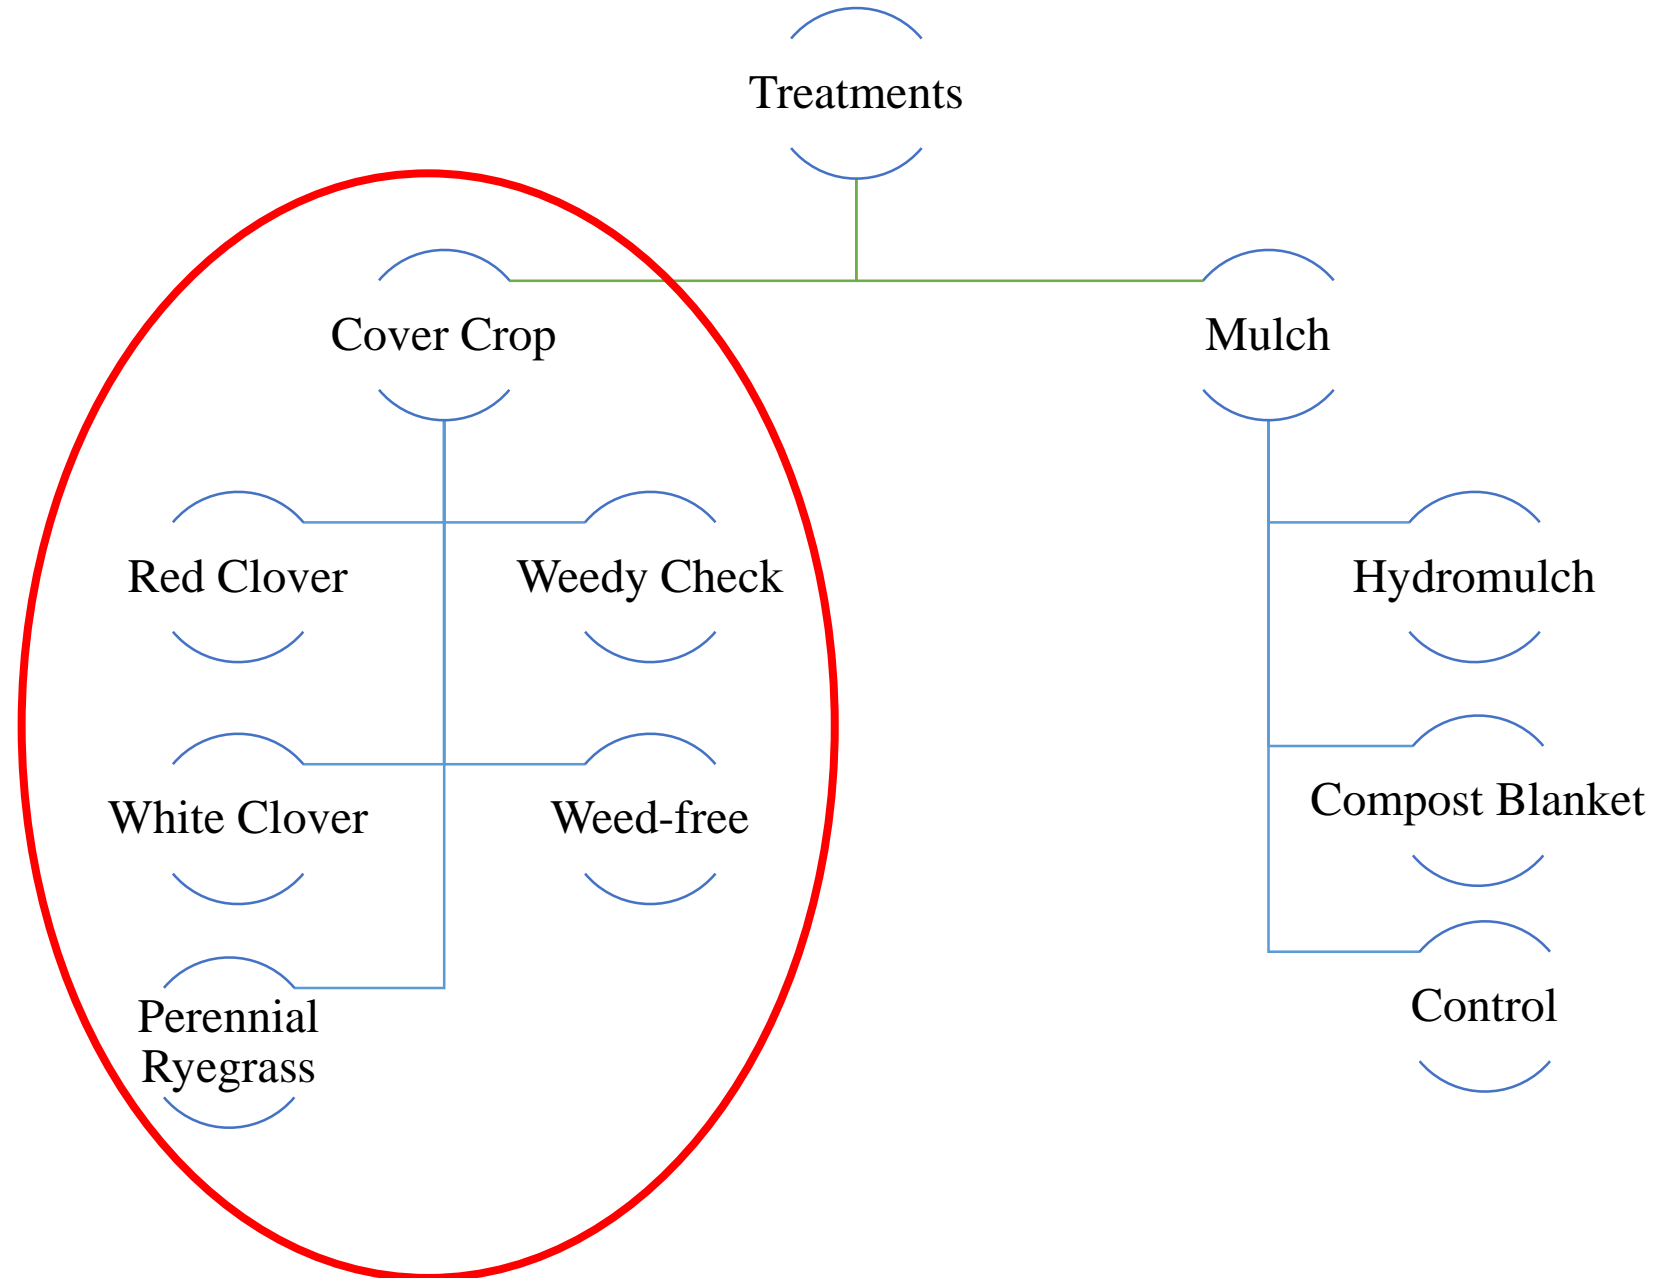 Treatments
Cover Crop
Mulch
Red Clover
Weedy Check
Hydromulch
White Clover
Weed-free
Compost Blanket
Perennial
Ryegrass
Control